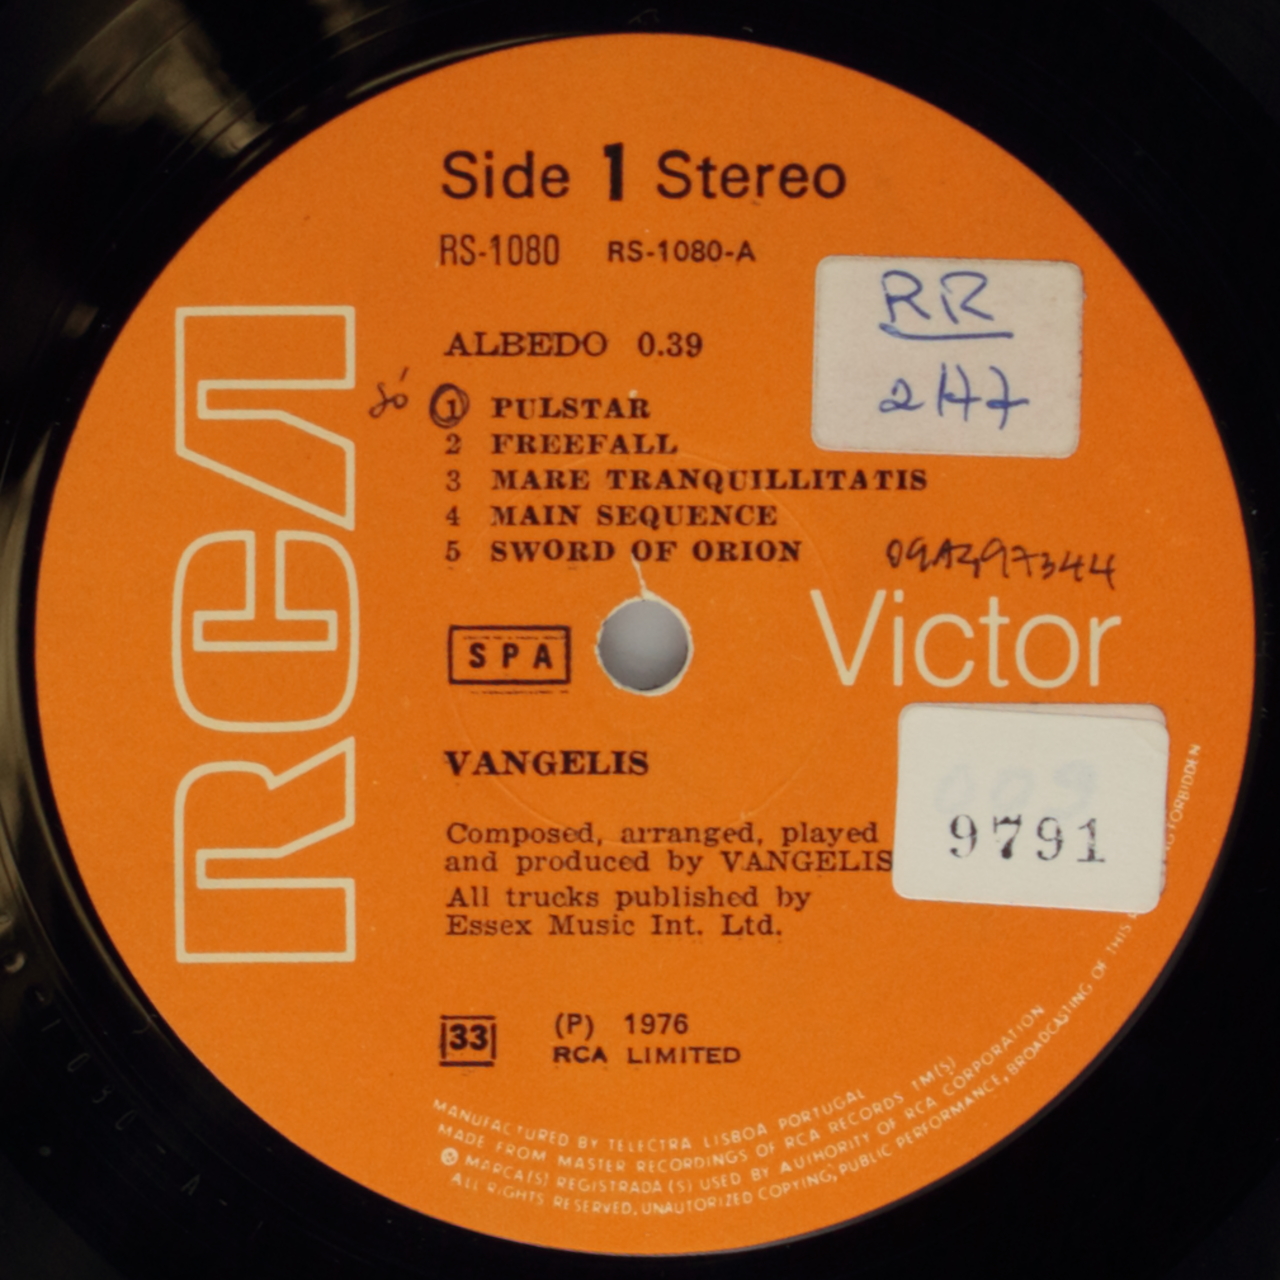 Side 1 Stereo
RS-1080 RS-1080-A
RR
ALBEDO 0.39
só
1 PULSTAR
2 FREEFALL
3 MARE TRANQUILLITATIS
4 MAIN SEQUENCE
5 SWORD OF ORION
RCA
Victor
SPA
VANGELIS
9791
Composed, arranged, played
and produced by VANGELIS
All trucks published by
Essex Music Int. Ltd.
33
(P) 1976
RCA LIMITED
MANUFACTURED BY TELECTRA LISBOA PORTUGAL
MADE FROM MASTER RECORDINGS OF RCA RECORDS TM(S)
MARCA(S) REGISTRADA(S) USED BY AUTHORITY OF RCA CORPORATION
ALL RIGHTS RESERVED, UNAUTORIZED COPYING, PUBLIC PERFORMANCE, BROADCASTING OF THIS FORBIDDEN